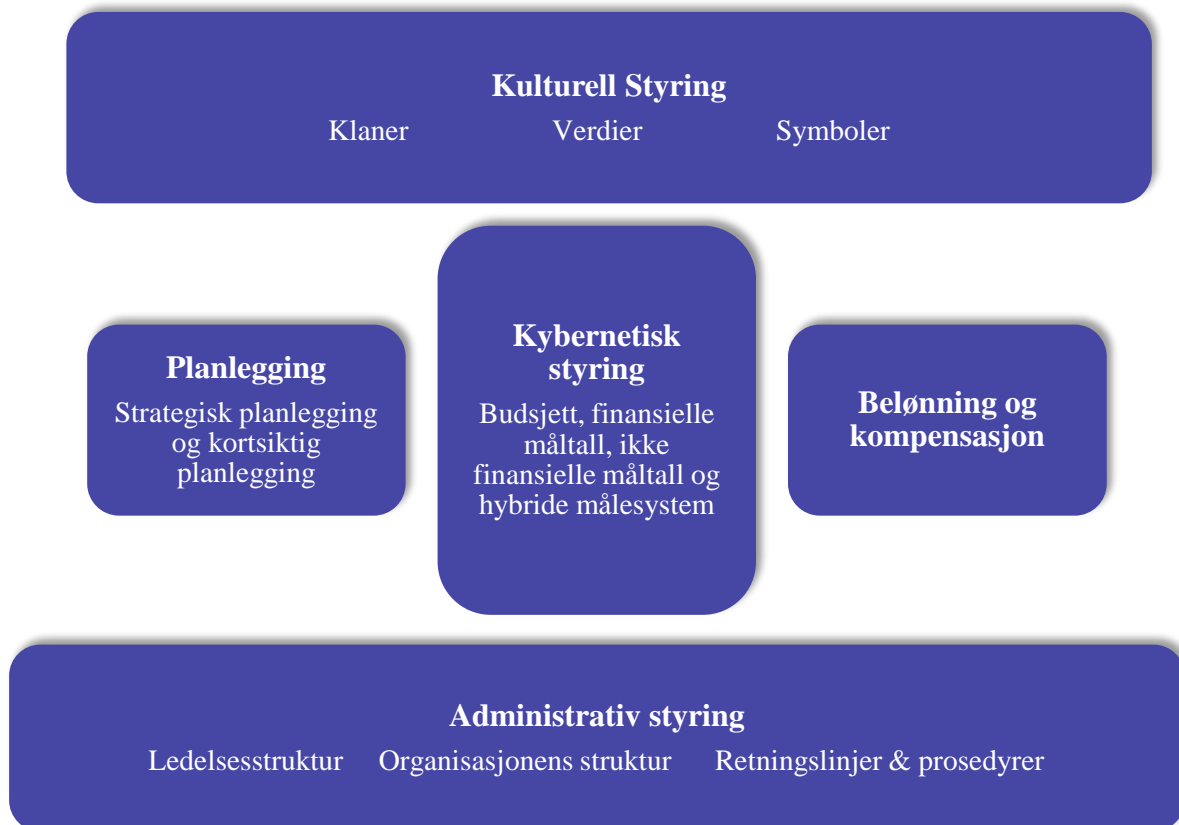 Kulturell Styring
Klaner Verdier Symboler
Planlegging
Strategisk planlegging
og kortsiktig
planlegging
Kybernetisk
styring
Budsjett, finansielle
måltall, ikke
finansielle måltall og
hybride målesystem
Belønning og
kompensasjon
Administrativ styring
Ledelsesstruktur Organisasjonens struktur Retningslinjer & prosedyrer